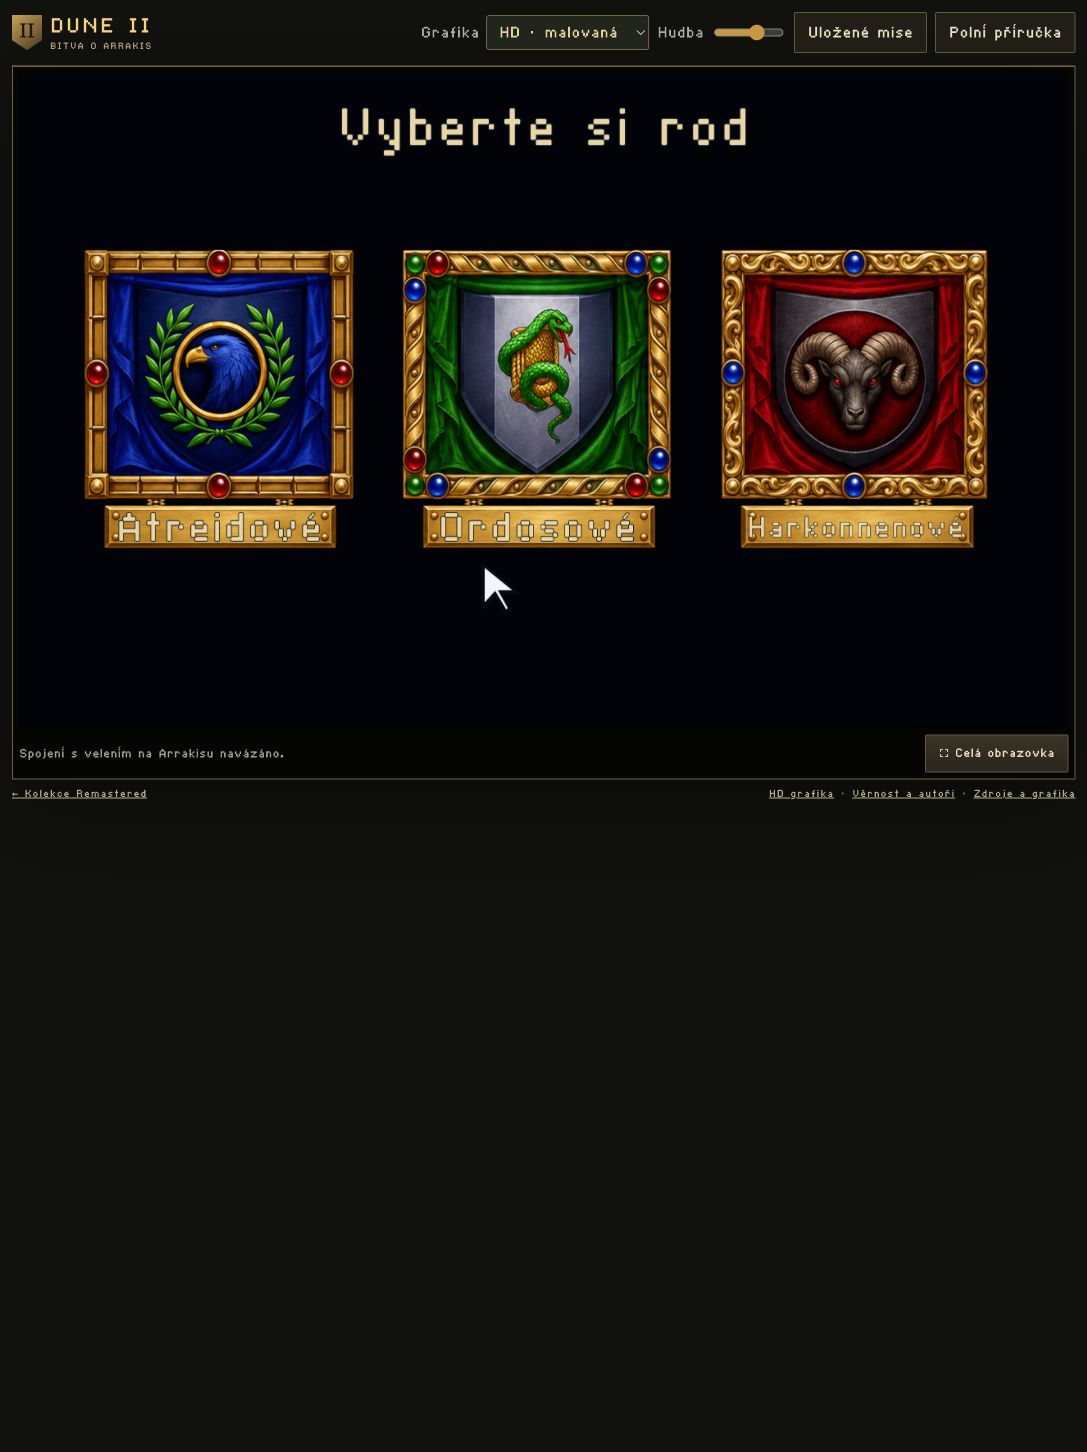 II DUNE II
BITVA O ARRAKIS
Grafika HD · malovaná Hudba Uložené mise Polní příručka
Vyberte si rod
Atreidové Ordosové Harkonnenové
Spojení s velením na Arrakisu navázáno.
Celá obrazovka
← Kolekce Remastered
HD grafika · Věrnost a autoři · Zdroje a grafika